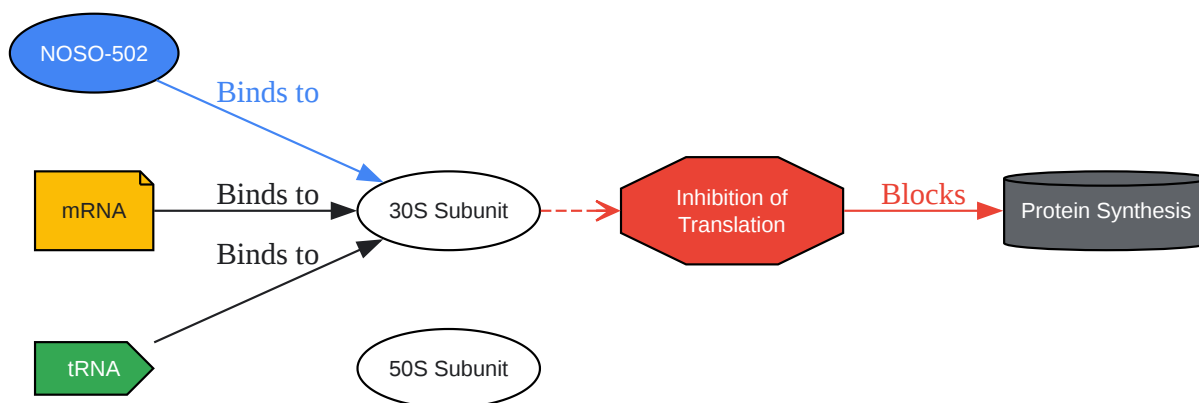 NOSO-502
Binds to
mRNA
Binds to
30S Subunit
Inhibition of
Translation
Blocks
Protein Synthesis
Binds to
tRNA
50S Subunit